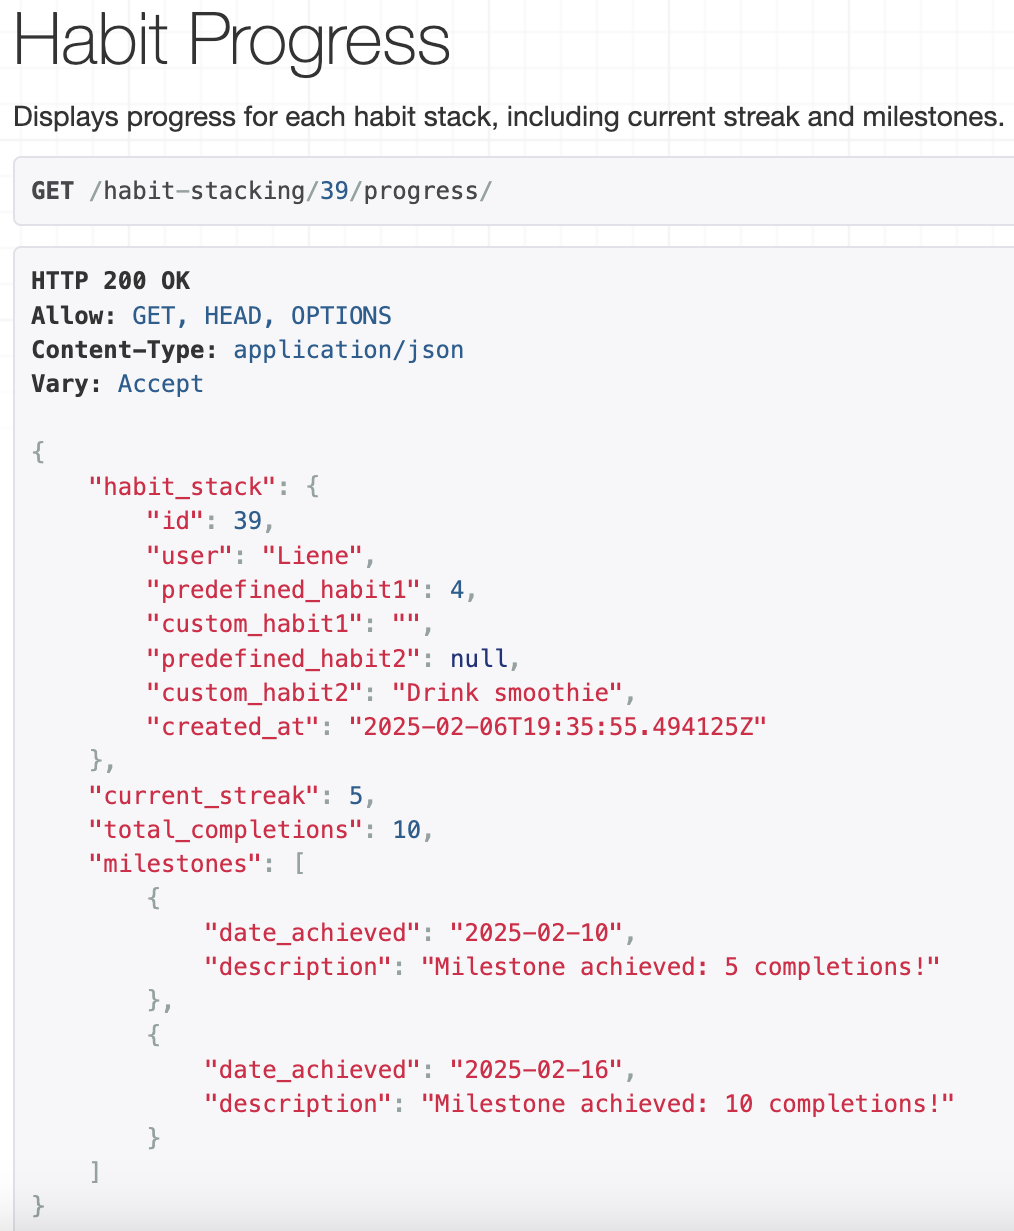 Habit Progress
Displays progress for each habit stack, including current streak and milestones.
GET /habit-stacking/39/progress/
HTTP 200 OK
Allow: GET, HEAD, OPTIONS
Content-Type: application/json
Vary: Accept
{
    "habit_stack": {
        "id": 39,
        "user": "Liene",
        "predefined_habit1": 4,
        "custom_habit1": "",
        "predefined_habit2": null,
        "custom_habit2": "Drink smoothie",
        "created_at": "2025-02-06T19:35:55.494125Z"
    },
    "current_streak": 5,
    "total_completions": 10,
    "milestones": [
        {
            "date_achieved": "2025-02-10",
            "description": "Milestone achieved: 5 completions!"
        },
        {
            "date_achieved": "2025-02-16",
            "description": "Milestone achieved: 10 completions!"
        }
    ]
}